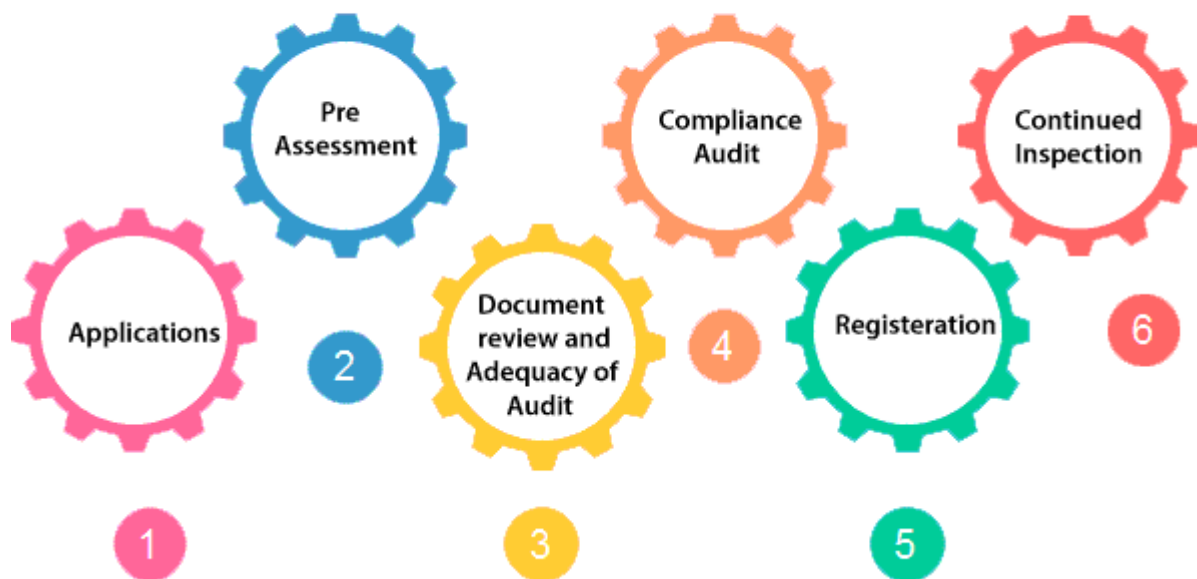 Applications
1
Pre
Assessment
2
Document
review and
Adequacy of
Audit
3
Compliance
Audit
4
Registeration
5
Continued
Inspection
6